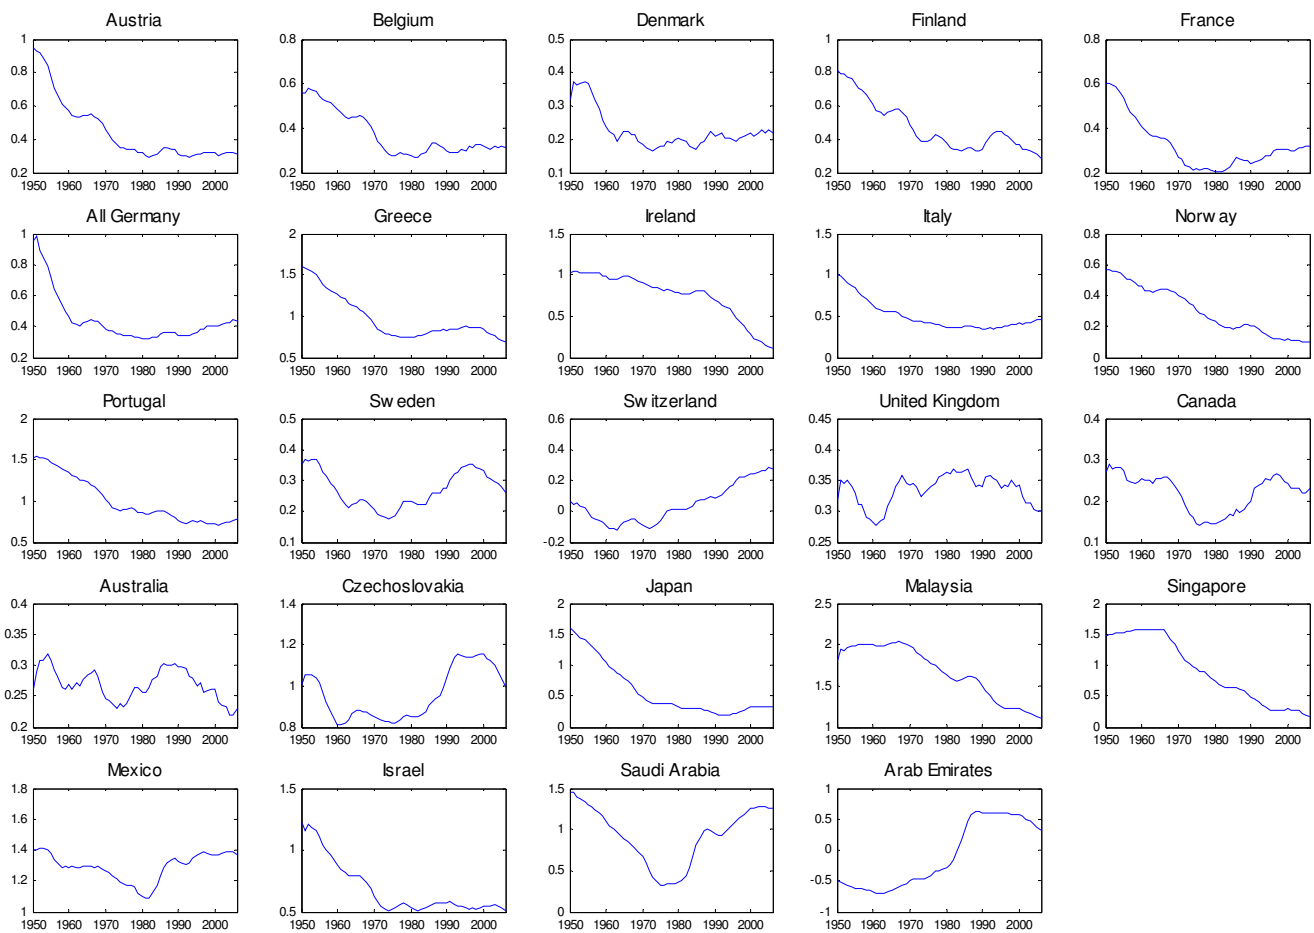 Austria
Belgium
Denmark
Finland
France
1
0.8
0.6
0.4
0.2
1950 1960 1970 1980 1990 2000
0.8
0.6
0.4
0.2
1950 1960 1970 1980 1990 2000
0.5
0.4
0.3
0.2
0.1
1950 1960 1970 1980 1990 2000
1
0.8
0.6
0.4
0.2
1950 1960 1970 1980 1990 2000
0.8
0.6
0.4
0.2
1950 1960 1970 1980 1990 2000
All Germany
Greece
Ireland
Italy
Norway
1
0.8
0.6
0.4
0.2
1950 1960 1970 1980 1990 2000
2
1.5
1
0.5
1950 1960 1970 1980 1990 2000
1.5
1
0.5
0
1950 1960 1970 1980 1990 2000
1.5
1
0.5
0
1950 1960 1970 1980 1990 2000
0.8
0.6
0.4
0.2
0
1950 1960 1970 1980 1990 2000
Portugal
Sweden
Switzerland
United Kingdom
Canada
2
1.5
1
0.5
1950 1960 1970 1980 1990 2000
0.5
0.4
0.3
0.2
0.1
1950 1960 1970 1980 1990 2000
0.6
0.4
0.2
0
-0.2
1950 1960 1970 1980 1990 2000
0.45
0.4
0.35
0.3
0.25
1950 1960 1970 1980 1990 2000
0.4
0.3
0.2
0.1
1950 1960 1970 1980 1990 2000
Australia
Czechoslovakia
Japan
Malaysia
Singapore
0.4
0.35
0.3
0.25
0.2
1950 1960 1970 1980 1990 2000
1.4
1.2
1
0.8
1950 1960 1970 1980 1990 2000
2
1.5
1
0.5
0
1950 1960 1970 1980 1990 2000
2.5
2
1.5
1
1950 1960 1970 1980 1990 2000
2
1.5
1
0.5
0
1950 1960 1970 1980 1990 2000
Mexico
Israel
Saudi Arabia
Arab Emirates
1.8
1.6
1.4
1.2
1
1950 1960 1970 1980 1990 2000
1.5
1
0.5
1950 1960 1970 1980 1990 2000
1.5
1
0.5
0
1950 1960 1970 1980 1990 2000
1
0.5
0
-0.5
-1
1950 1960 1970 1980 1990 2000